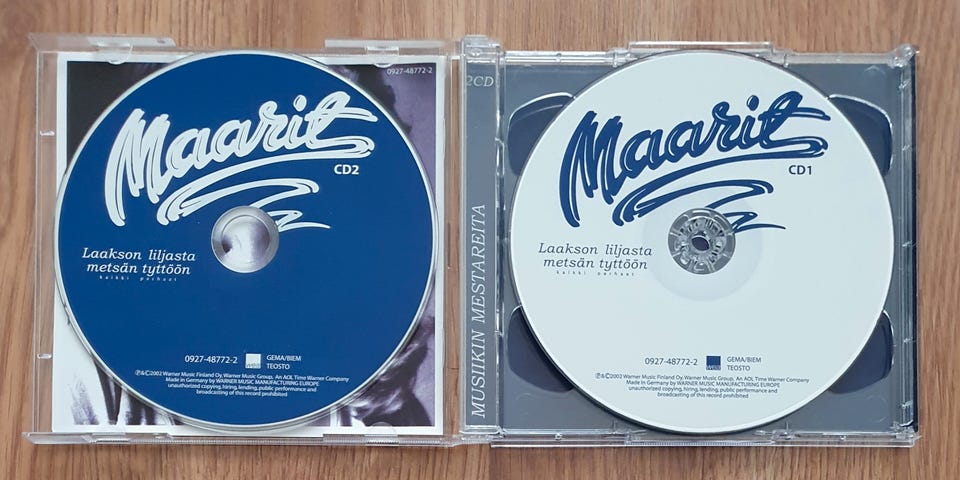 0927-48772-2
Maarit
CD2
Laakson liljasta
metsän tyttöön
kaikki parhaat
0927-48772-2
wea
GEMA/BIEM
TEOSTO
℗&©2002 Warner Music Finland Oy, Warner Music Group, An AOL Time Warner Company
Made in Germany by WARNER MUSIC MANUFACTURING EUROPE
unauthorized copying, hiring, lending, public performance and
broadcasting of this record prohibited
2CD
MUSIIKIN MESTAREITA
Maarit
CD1
Laakson liljasta
metsän tyttöön
kaikki parhaat
0927-48772-2
wea
GEMA/BIEM
TEOSTO
℗&©2002 Warner Music Finland Oy, Warner Music Group, An AOL Time Warner Company
Made in Germany by WARNER MUSIC MANUFACTURING EUROPE
unauthorized copying, hiring, lending, public performance and
broadcasting of this record prohibited